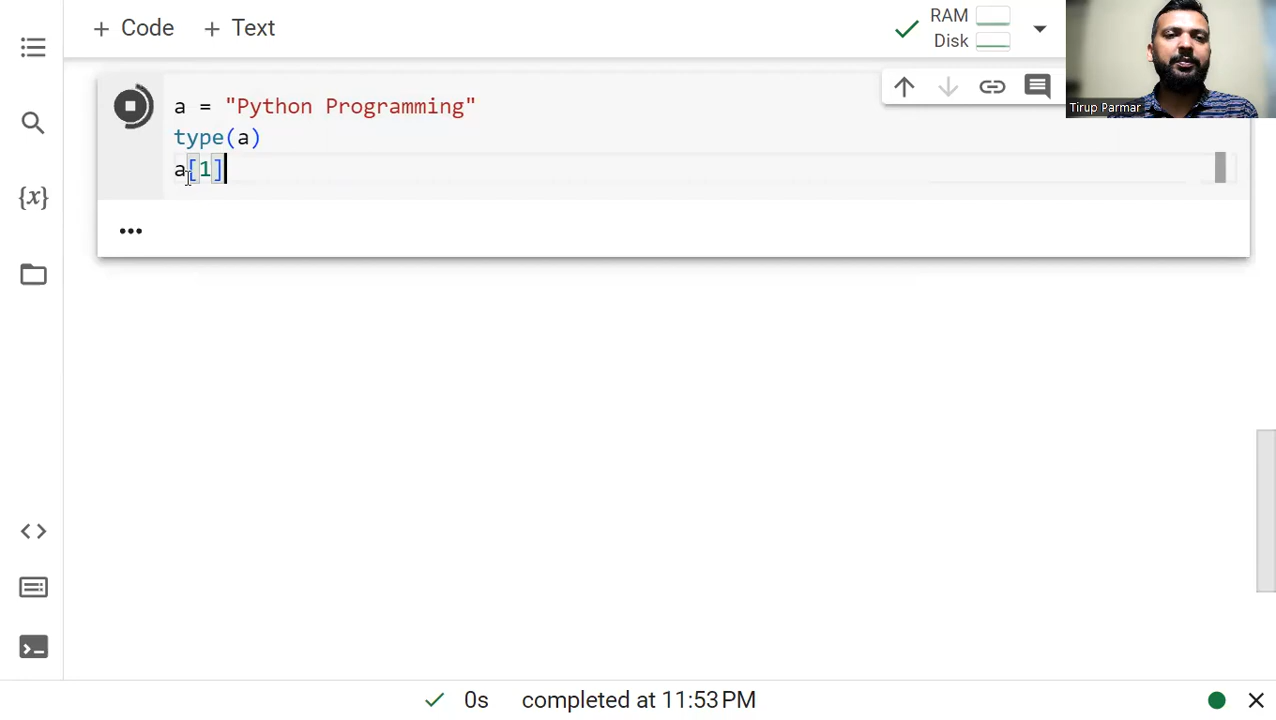 + Code + Text
RAM
Disk
Tirup Parmar
{x}
a = "Python Programming"
type(a)
a[1]
•••
0s completed at 11:53 PM